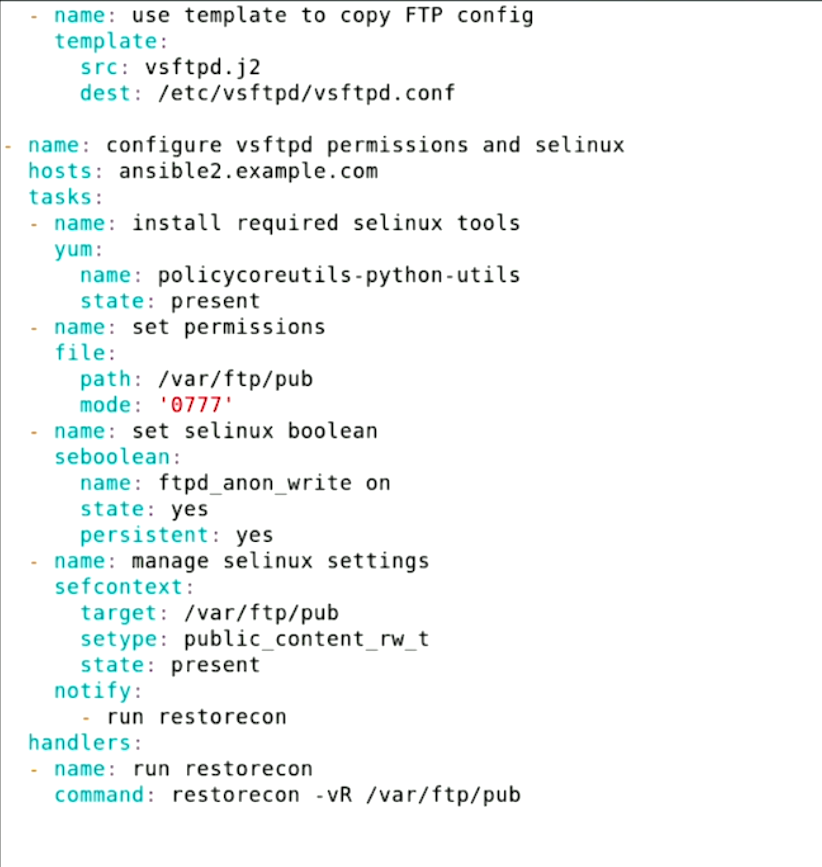 - name: use template to copy FTP config
template:
src: vsftpd.j2
dest: /etc/vsftpd/vsftpd.conf
- name: configure vsftpd permissions and selinux
hosts: ansible2.example.com
tasks:
- name: install required selinux tools
yum:
name: policycoreutils-python-utils
state: present
- name: set permissions
file:
path: /var/ftp/pub
mode: '0777'
- name: set selinux boolean
seboolean:
name: ftpd_anon_write on
state: yes
persistent: yes
- name: manage selinux settings
sefcontext:
target: /var/ftp/pub
setype: public_content_rw_t
state: present
notify:
- run restorecon
handlers:
- name: run restorecon
command: restorecon -vR /var/ftp/pub